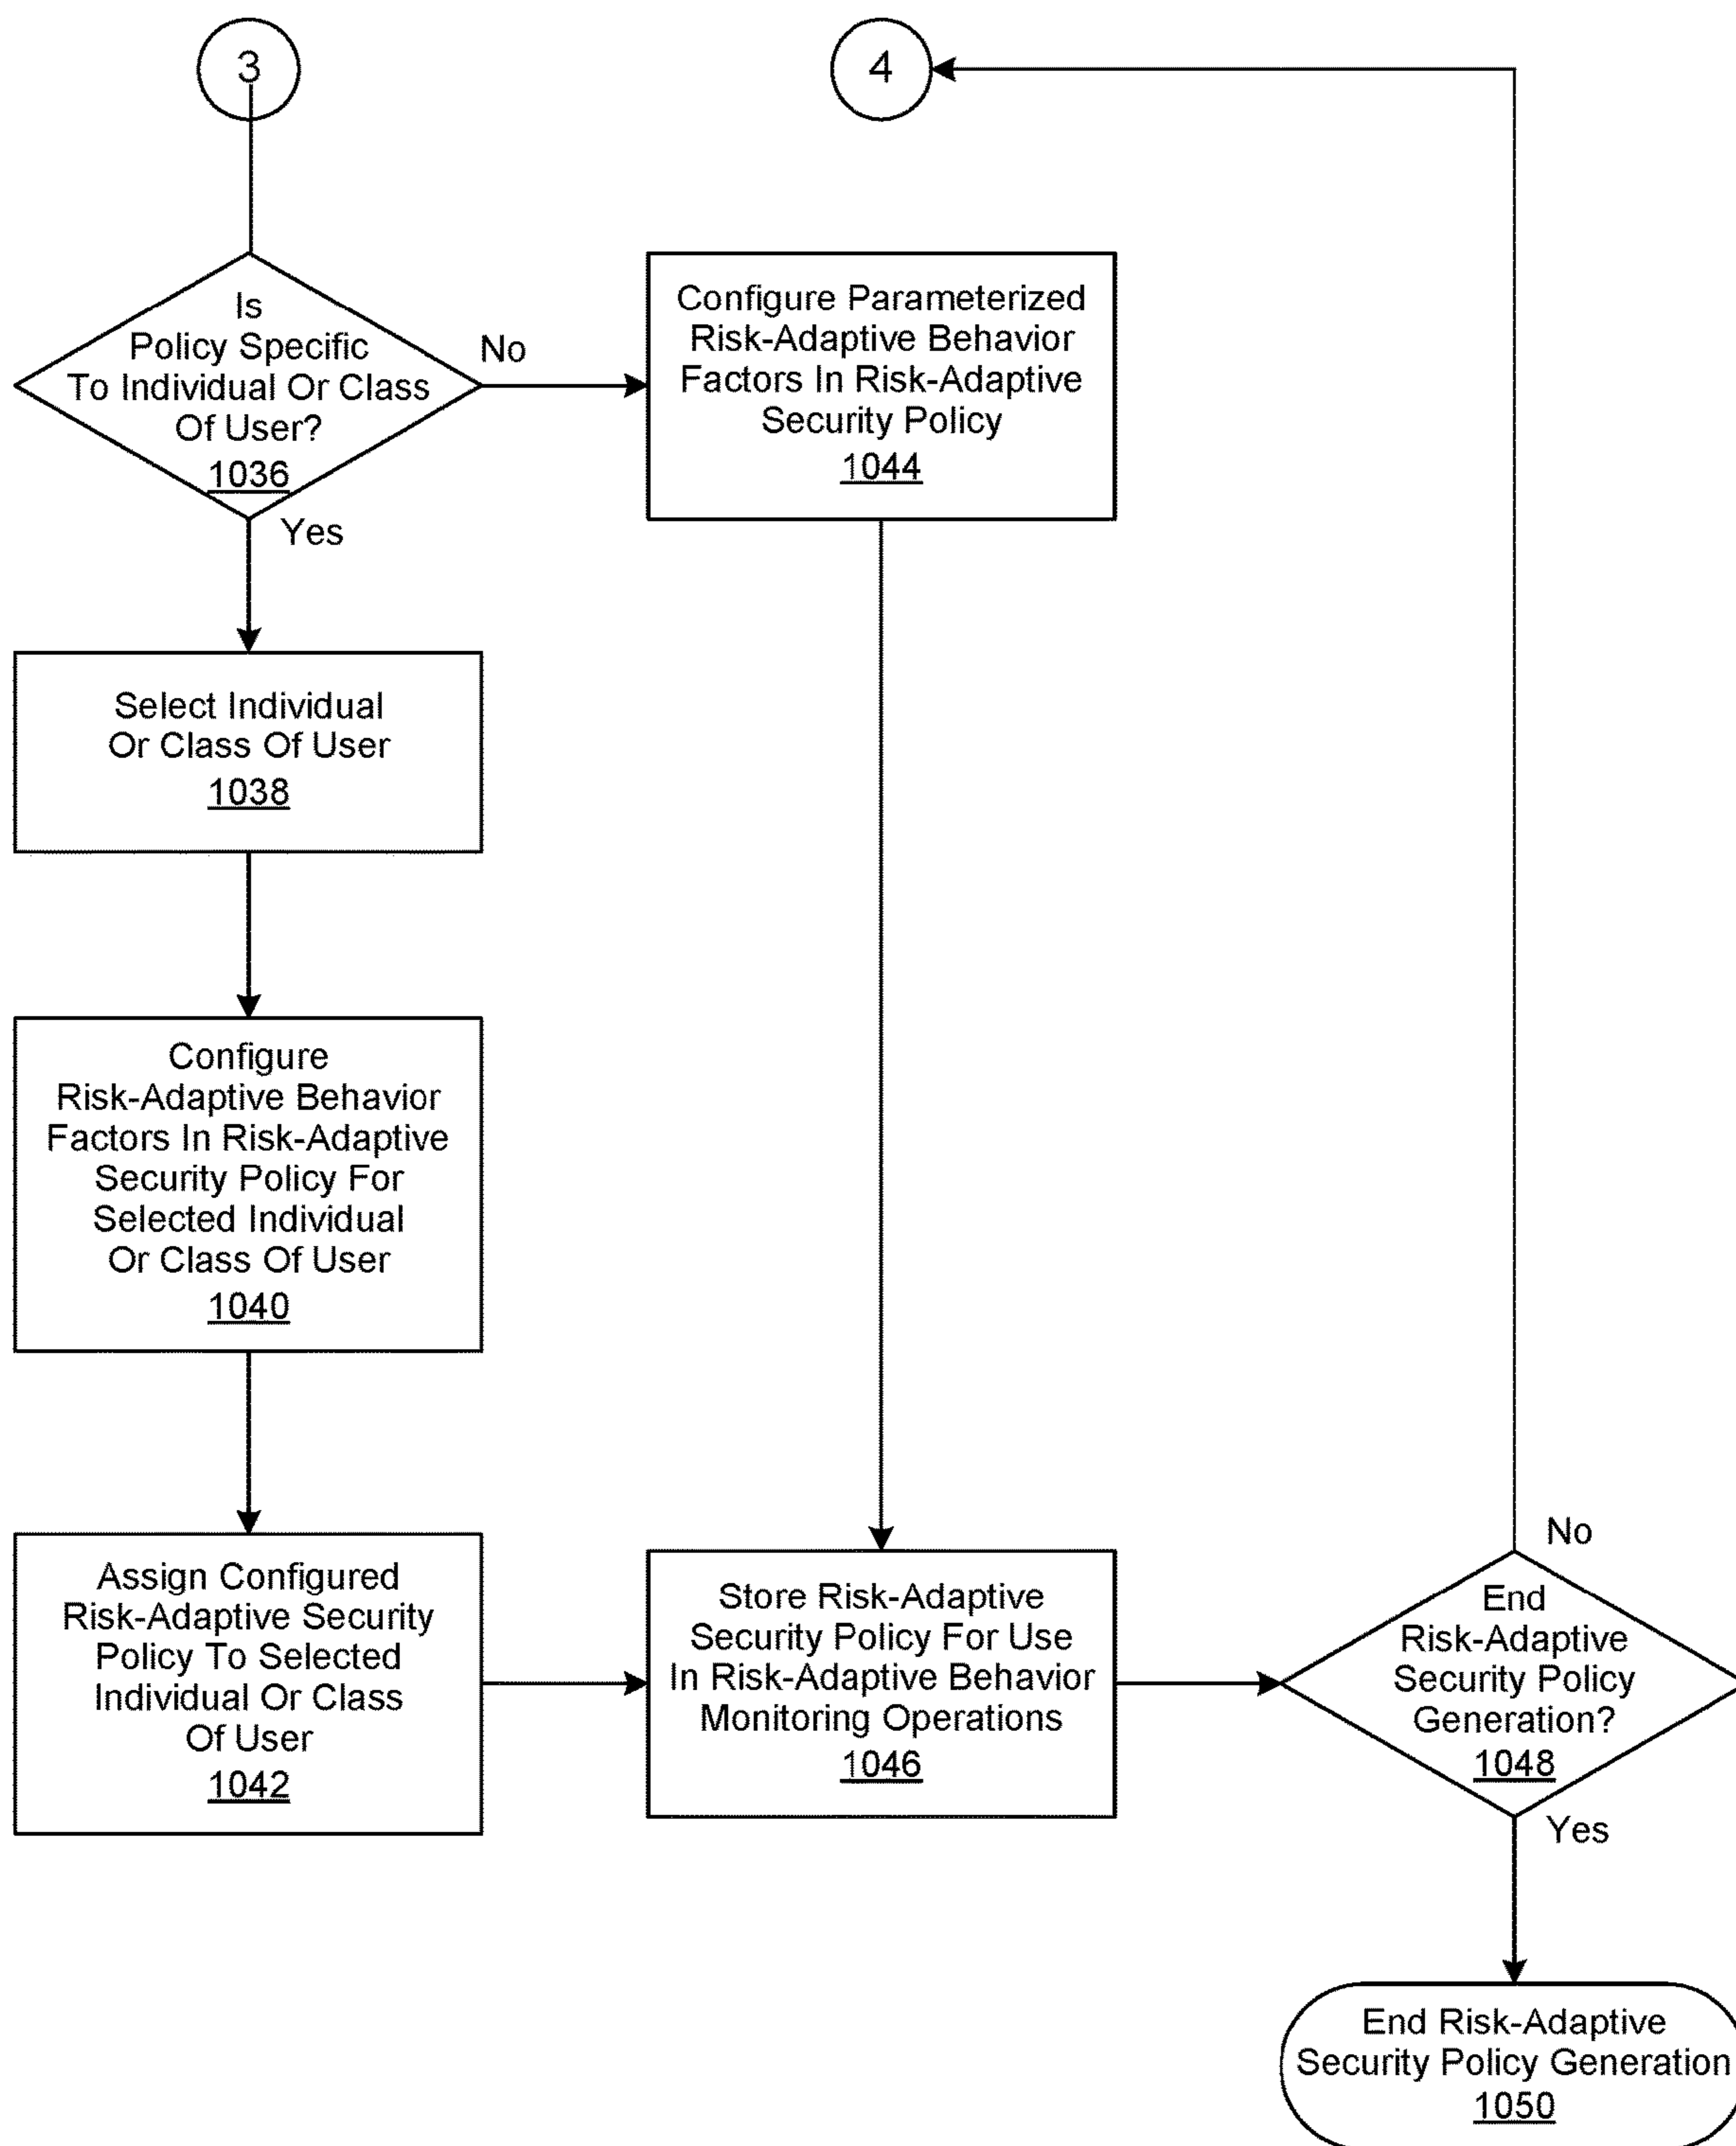 3
4
Is
Policy Specific
To Individual Or Class
Of User?
1036
No
Yes
Configure Parameterized
Risk-Adaptive Behavior
Factors In Risk-Adaptive
Security Policy
1044
Select Individual
Or Class Of User
1038
Configure
Risk-Adaptive Behavior
Factors In Risk-Adaptive
Security Policy For
Selected Individual
Or Class Of User
1040
Assign Configured
Risk-Adaptive Security
Policy To Selected
Individual Or Class
Of User
1042
Store Risk-Adaptive
Security Policy For Use
In Risk-Adaptive Behavior
Monitoring Operations
1046
No
End
Risk-Adaptive
Security Policy
Generation?
1048
Yes
End Risk-Adaptive
Security Policy Generation
1050